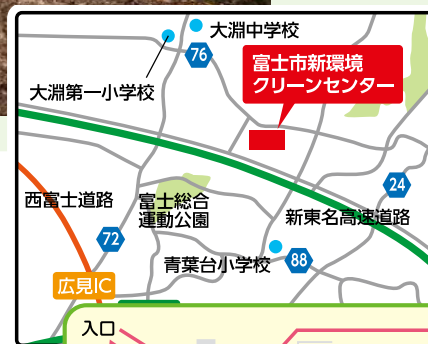 大淵中学校
76
富士市新環境
クリーンセンター
大淵第一小学校
24
西富士道路
富士総合
運動公園
新東名高速道路
72
青葉台小学校
88
広見IC
入口